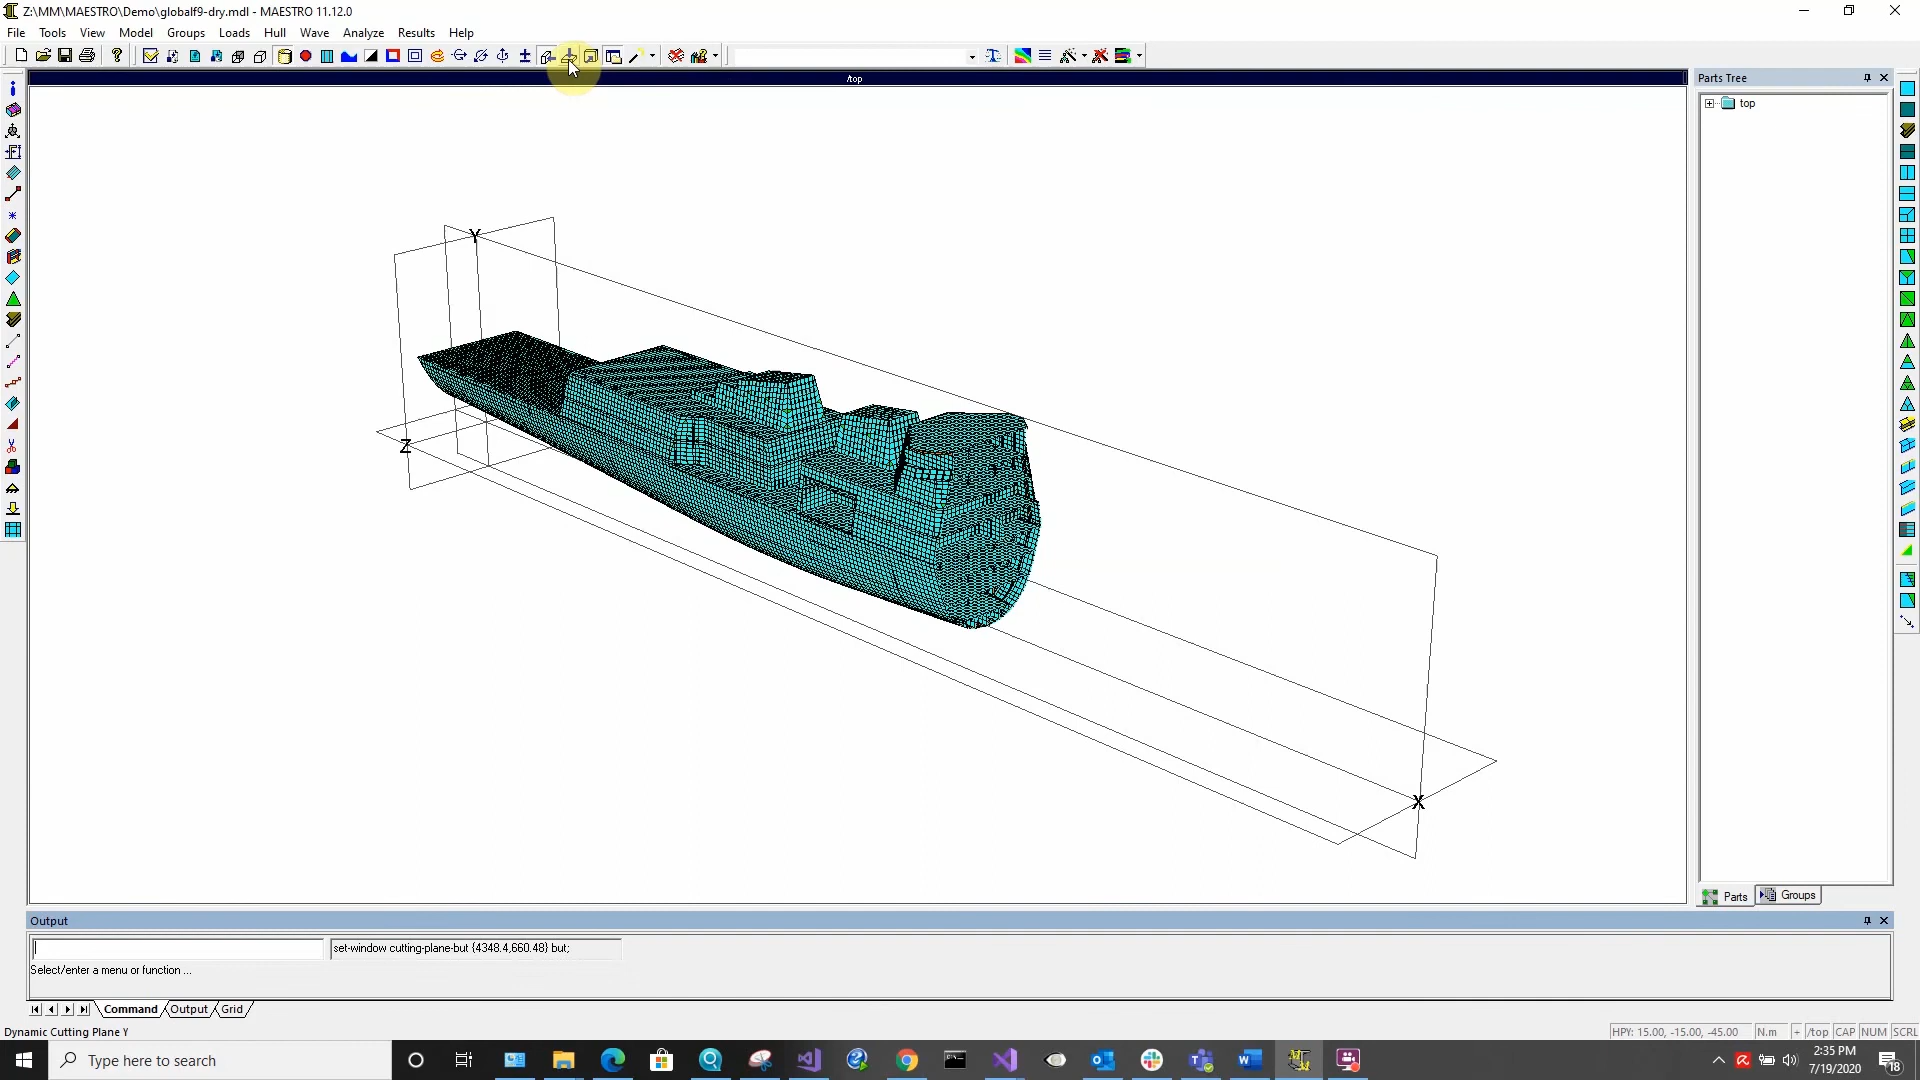 Z:\MM\MAESTRO\Demo\globalf9-dry.mdl - MAESTRO 11.12.0
File Tools View Model Groups Loads Hull Wave Analyze Results Help
/top
Parts Tree
top
Y
Z
X
Parts Groups
Output
set-window cutting-plane-but {4348.4,660.48} but;
Select/enter a menu or function ...
Command Output Grid
Dynamic Cutting Plane Y
HPY: 15.00, -15.00, -45.00 N.m + /top CAP NUM SCRL
Type here to search
2:35 PM
7/19/2020
18